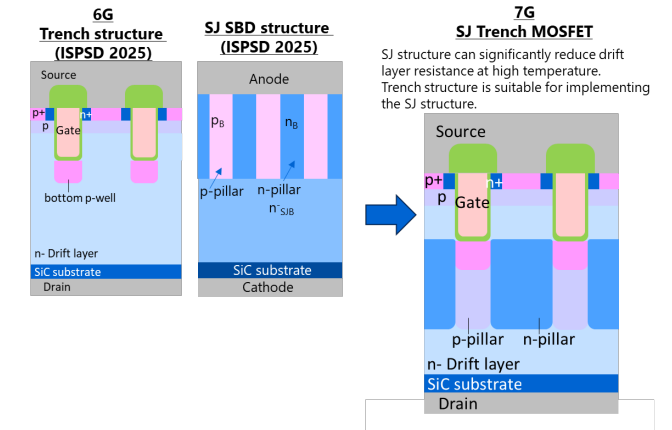 6G
Trench structure
(ISPSD 2025)
Source
p+
n+
p
Gate
bottom p-well
n- Drift layer
SiC substrate
Drain
SJ SBD structure
(ISPSD 2025)
Anode
pB
nB
p-pillar
n-pillar
n-SJB
SiC substrate
Cathode
7G
SJ Trench MOSFET
SJ structure can significantly reduce drift
layer resistance at high temperature.
Trench structure is suitable for implementing
the SJ structure.
Source
p+
n+
p
Gate
p-pillar
n-pillar
n- Drift layer
SiC substrate
Drain